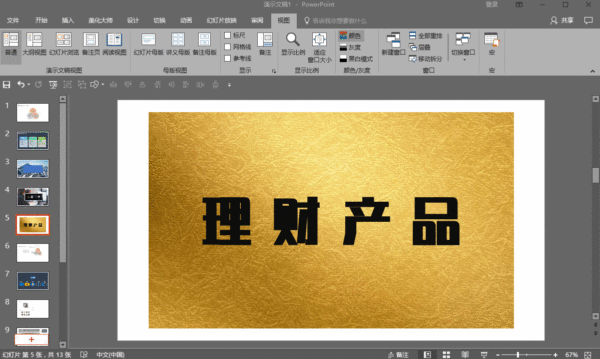 演示文稿1 - PowerPoint
登录
文件 开始 插入 美化大师 设计 切换 动画 幻灯片放映 审阅 视图 告诉我你想要做什么 共享
普通 大纲视图 幻灯片浏览 备注页 阅读视图
演示文稿视图
幻灯片母版 讲义母版 备注母版
母版视图
标尺
网格线
参考线
显示
备注
显示比例 适应窗口大小
显示比例
颜色
灰度
黑白模式
颜色/灰度
新建窗口
全部重排
层叠
移动拆分
切换窗口
窗口
宏
宏
1
2
3
4
5
理财产品
6
7
8
9
理财产品
幻灯片 第 5 张，共 13 张 中文(中国)
备注
67%